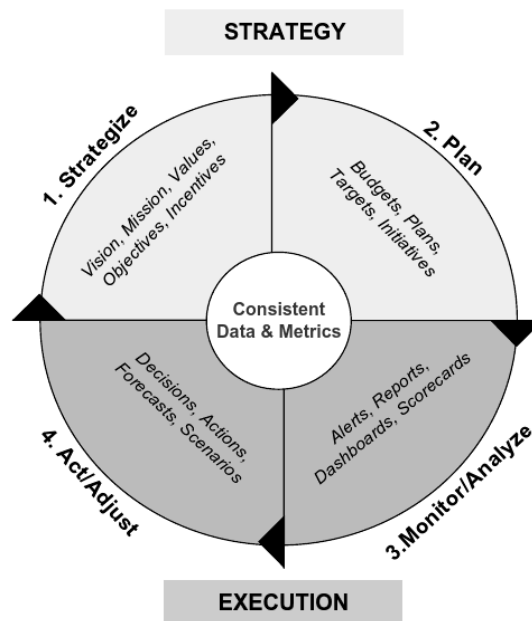 STRATEGY
1. Strategize
Vision, Mission, Values,
Objectives, Incentives
2. Plan
Budgets, Plans,
Targets, Initiatives
Consistent
Data & Metrics
Decisions, Actions,
Forecasts, Scenarios
4. Act/Adjust
Alerts, Reports,
Dashboards, Scorecards
3.Monitor/Analyze
EXECUTION